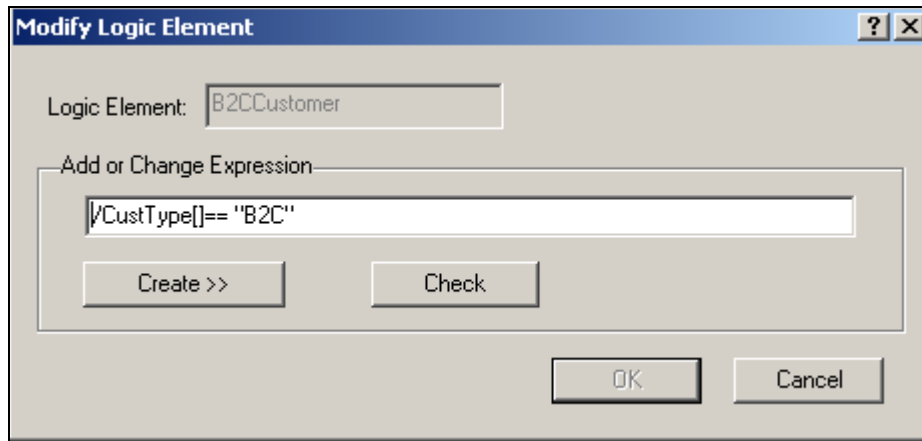 Modify Logic Element
?
Logic Element: B2CCustomer
Add or Change Expression
/CustType[]== "B2C"
Create >> Check
OK Cancel